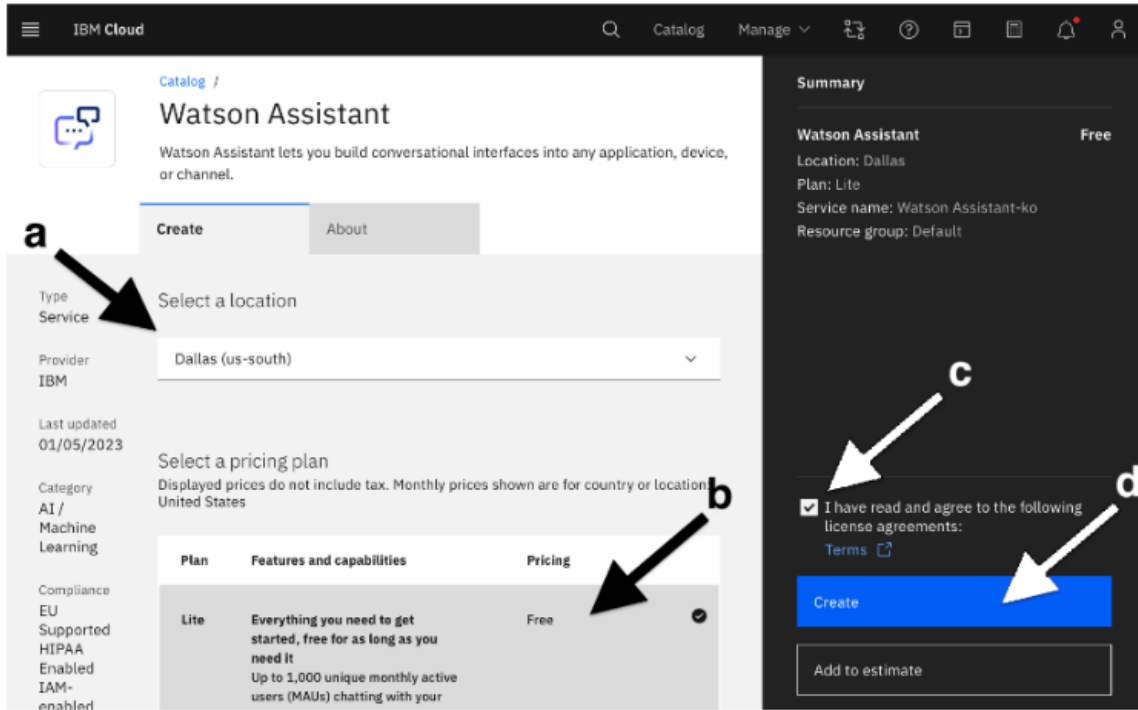 IBM Cloud
Catalog
Manage
Catalog /
Watson Assistant
Watson Assistant lets you build conversational interfaces into any application, device,
or channel.
Create
About
a
Type
Service
Provider
IBM
Last updated
01/05/2023
Category
AI /
Machine
Learning
Compliance
EU
Supported
HIPAA
Enabled
IAM-
enabled
Select a location
Dallas (us-south)
Select a pricing plan
Displayed prices do not include tax. Monthly prices shown are for country or location:
United States
b
Plan
Features and capabilities
Pricing
Lite
Everything you need to get
started, free for as long as you
need it
Up to 1,000 unique monthly active
users (MAUs) chatting with your
Free
Summary
Watson Assistant
Free
Location: Dallas
Plan: Lite
Service name: Watson Assistant-ko
Resource group: Default
c
I have read and agree to the following
license agreements:
Terms
d
Create
Add to estimate